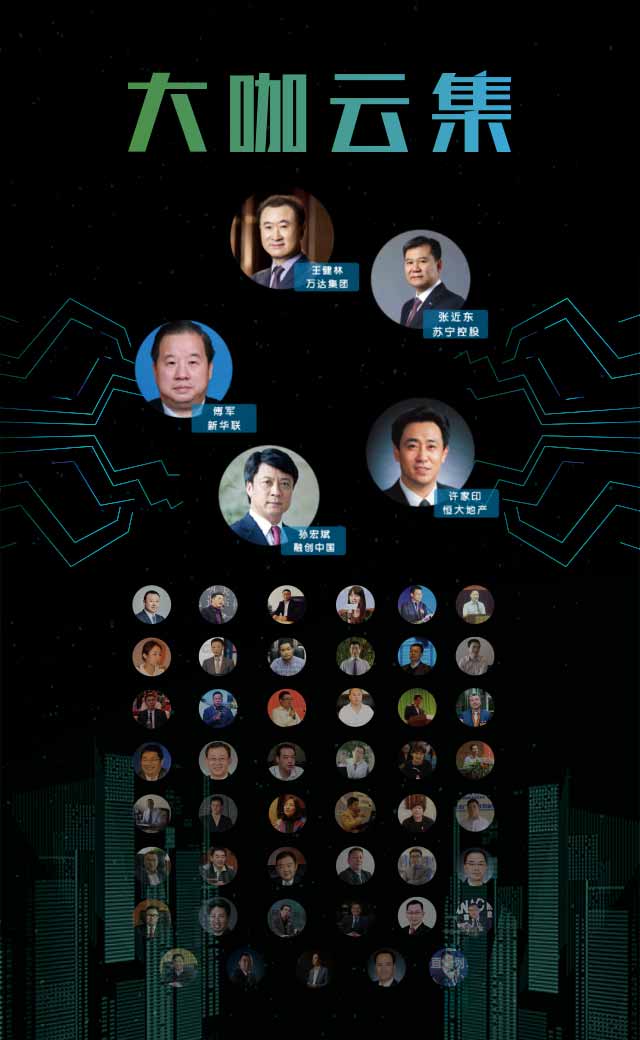 大咖云集
王健林
万达集团
张近东
苏宁控股
傅军
新华联
许家印
恒大地产
孙宏斌
融创中国